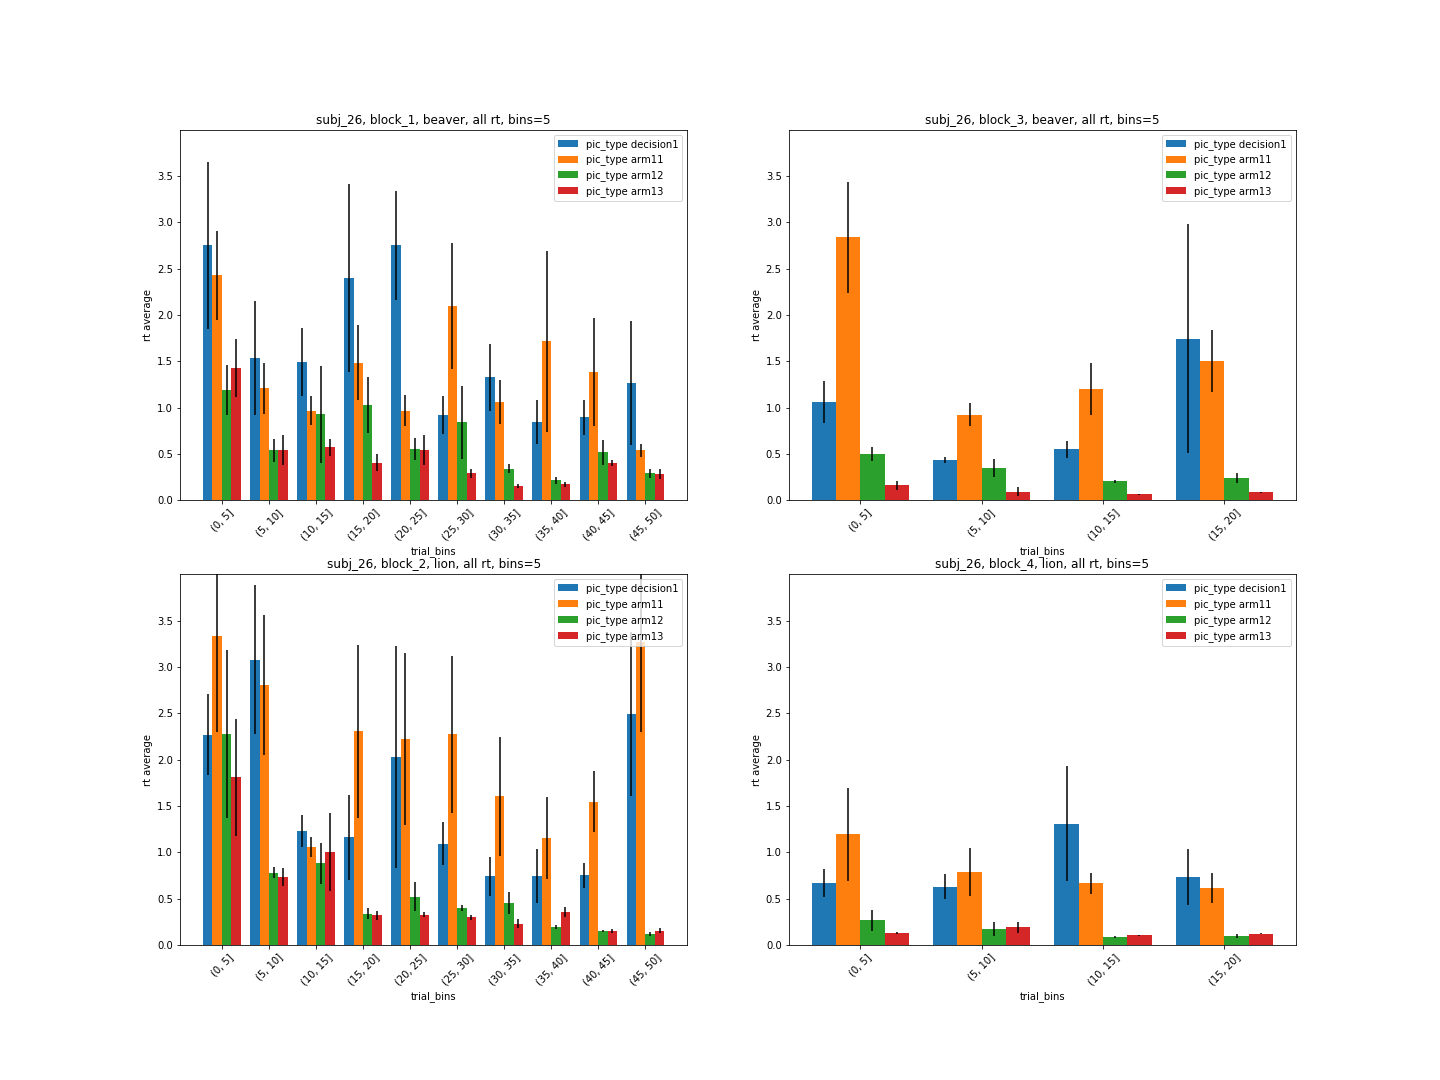 subj_26, block_1, beaver, all rt, bins=5
pic_type decision1
pic_type arm11
pic_type arm12
pic_type arm13
rt average
3.5
3.0
2.5
2.0
1.5
1.0
0.5
0.0
(0, 5]
(5, 10]
(10, 15]
(15, 20]
(20, 25]
(25, 30]
(30, 35]
(35, 40]
(40, 45]
(45, 50]
trial_bins
subj_26, block_3, beaver, all rt, bins=5
pic_type decision1
pic_type arm11
pic_type arm12
pic_type arm13
rt average
3.5
3.0
2.5
2.0
1.5
1.0
0.5
0.0
(0, 5]
(5, 10]
(10, 15]
(15, 20]
trial_bins
subj_26, block_2, lion, all rt, bins=5
pic_type decision1
pic_type arm11
pic_type arm12
pic_type arm13
rt average
3.5
3.0
2.5
2.0
1.5
1.0
0.5
0.0
(0, 5]
(5, 10]
(10, 15]
(15, 20]
(20, 25]
(25, 30]
(30, 35]
(35, 40]
(40, 45]
(45, 50]
trial_bins
subj_26, block_4, lion, all rt, bins=5
pic_type decision1
pic_type arm11
pic_type arm12
pic_type arm13
rt average
3.5
3.0
2.5
2.0
1.5
1.0
0.5
0.0
(0, 5]
(5, 10]
(10, 15]
(15, 20]
trial_bins